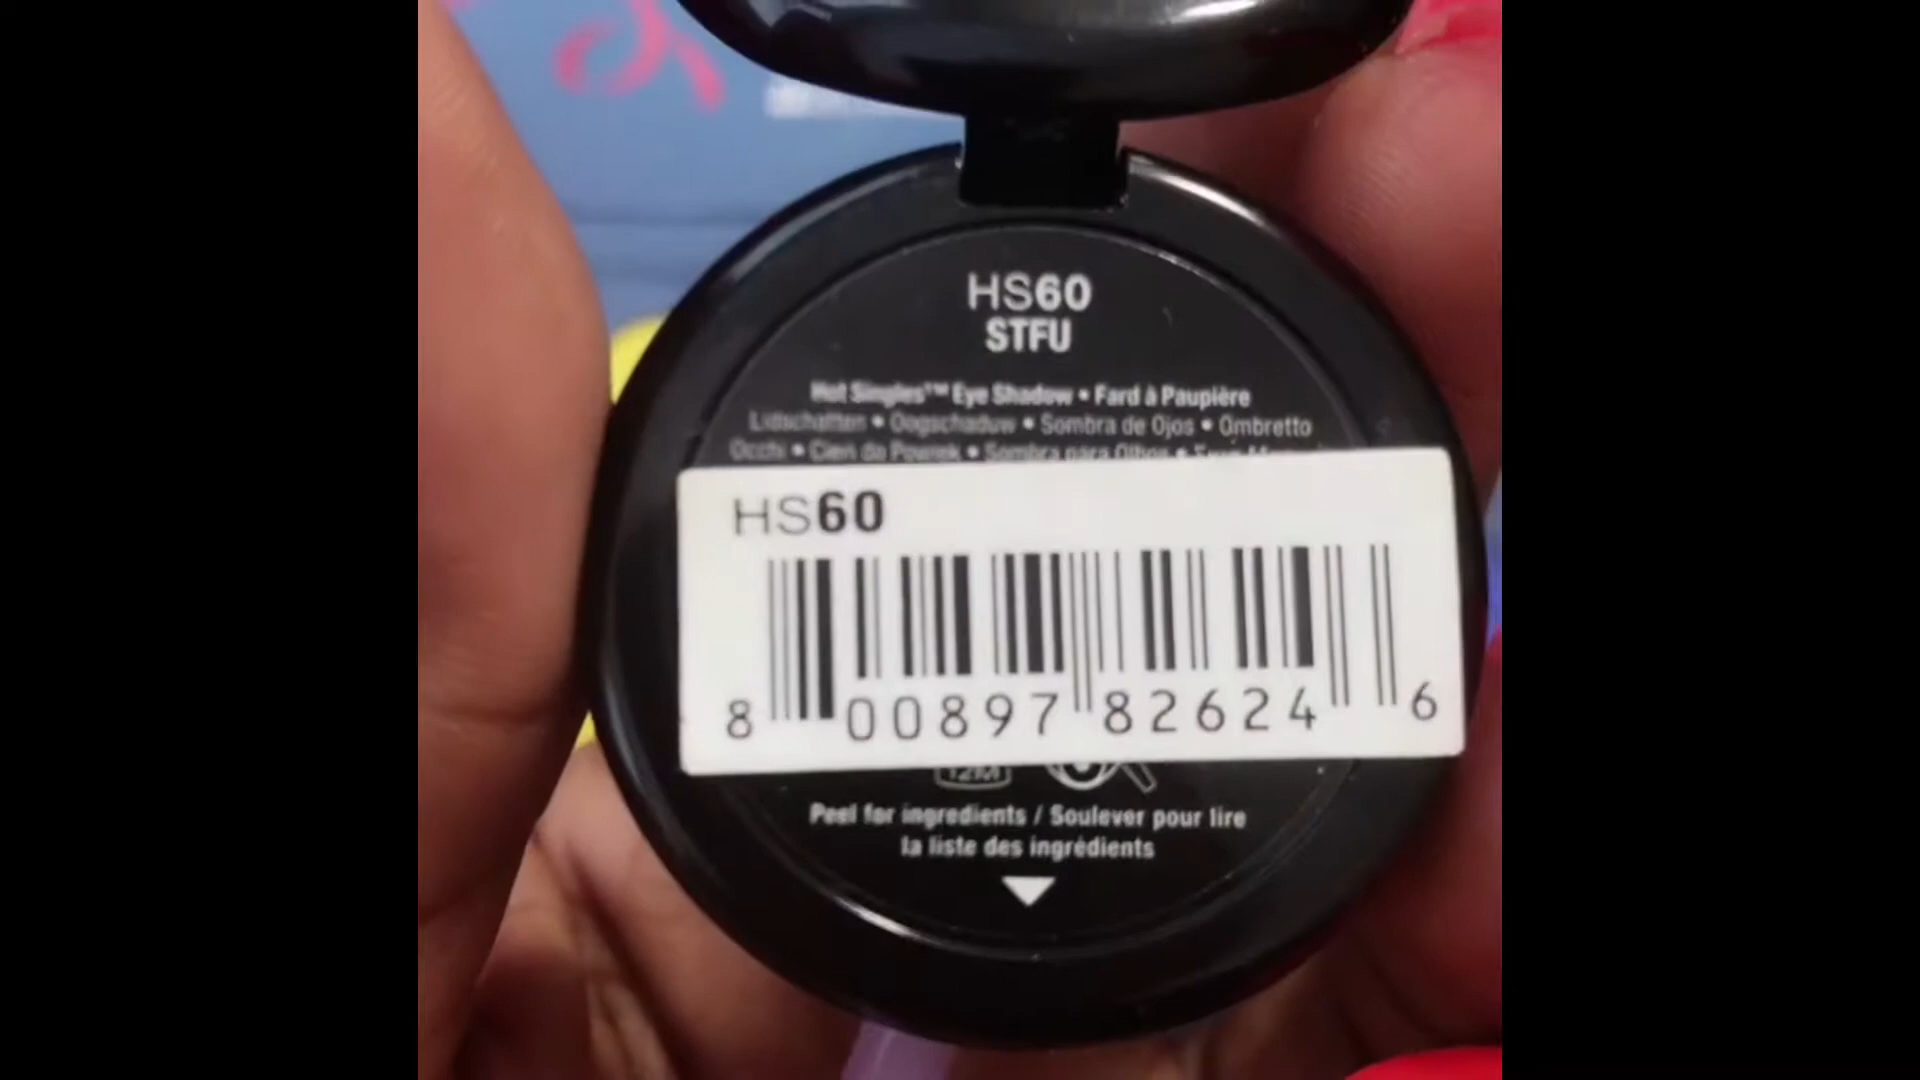 HS60
STFU
Hot Singles™ Eye Shadow • Fard à Paupière
Lidschatten • Oogschaduw • Sombra de Ojos • Ombretto
Occhi • Cien do Powiek • Sombra para Olhos •
HS60
8 00897 82624 6
12M
Peel for ingredients / Soulever pour lire
la liste des ingrédients